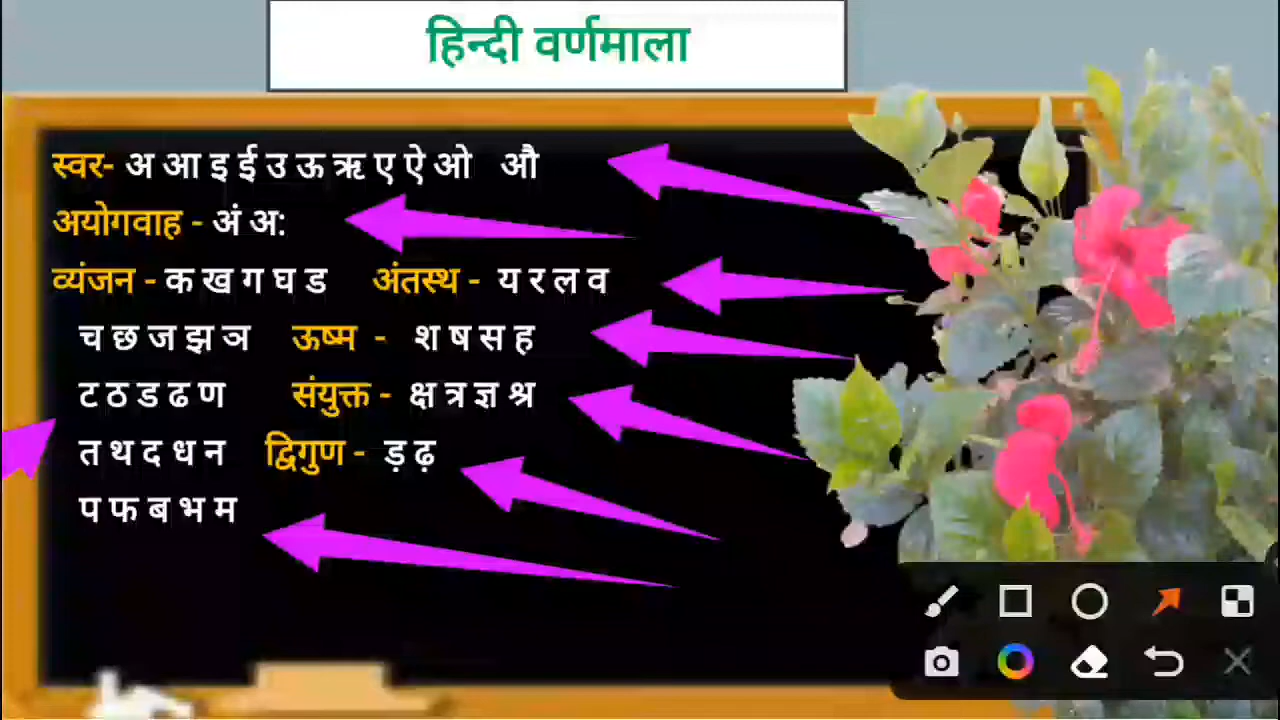 हिन्दी वर्णमाला
स्वर- अ आ इ ई उ ऊ ऋ ए ऐ ओ औ
अयोगवाह - अं अ:
व्यंजन - क ख ग घ ड अंतस्थ - य र ल व
च छ ज झ ञ ऊष्म - श ष स ह
ट ठ ड ढ ण संयुक्त - क्ष त्र ज्ञ श्र
त थ द ध न द्विगुण - ड़ ढ़
प फ ब भ म